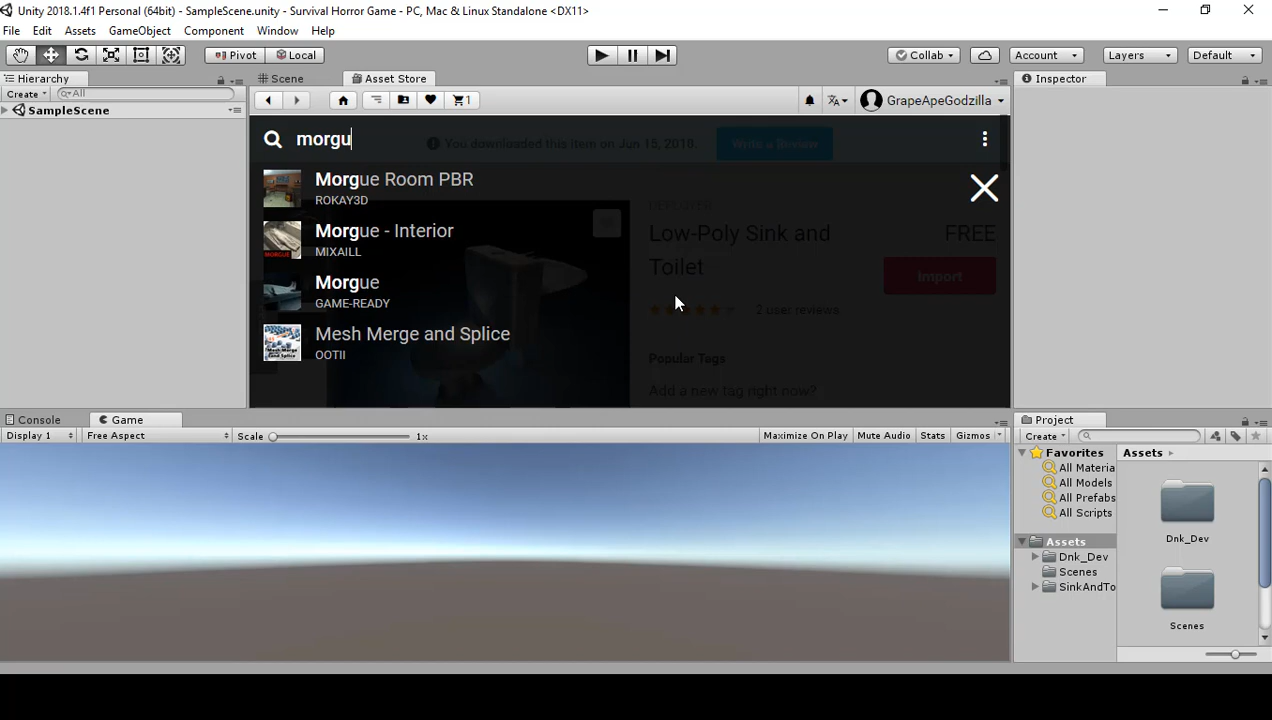 Unity 2018.1.4f1 Personal (64bit) - SampleScene.unity - Survival Horror Game - PC, Mac & Linux Standalone <DX11>
File Edit Assets GameObject Component Window Help
Pivot Local Collab Account Layers Default
Hierarchy Scene Asset Store Inspector
Create All 1 GrapeApeGodzilla
SampleScene
morgu You downloaded this item on Jun 15, 2018. Write a Review
Morgue Room PBR
ROKAY3D
Morgue - Interior Low-Poly Sink and FREE
MIXAILL
MORGUE Toilet Import
Morgue
GAME-READY 2 user reviews
Mesh Merge and Splice
OOTII Popular Tags
Add a new tag right now?
Console Game Project
Display 1 Free Aspect Scale 1x Maximize On Play Mute Audio Stats Gizmos Create
Favorites Assets
All Materia
All Models
All Prefabs
All Scripts
Assets Dnk_Dev
Dnk_Dev
Scenes
SinkAndTo
Scenes